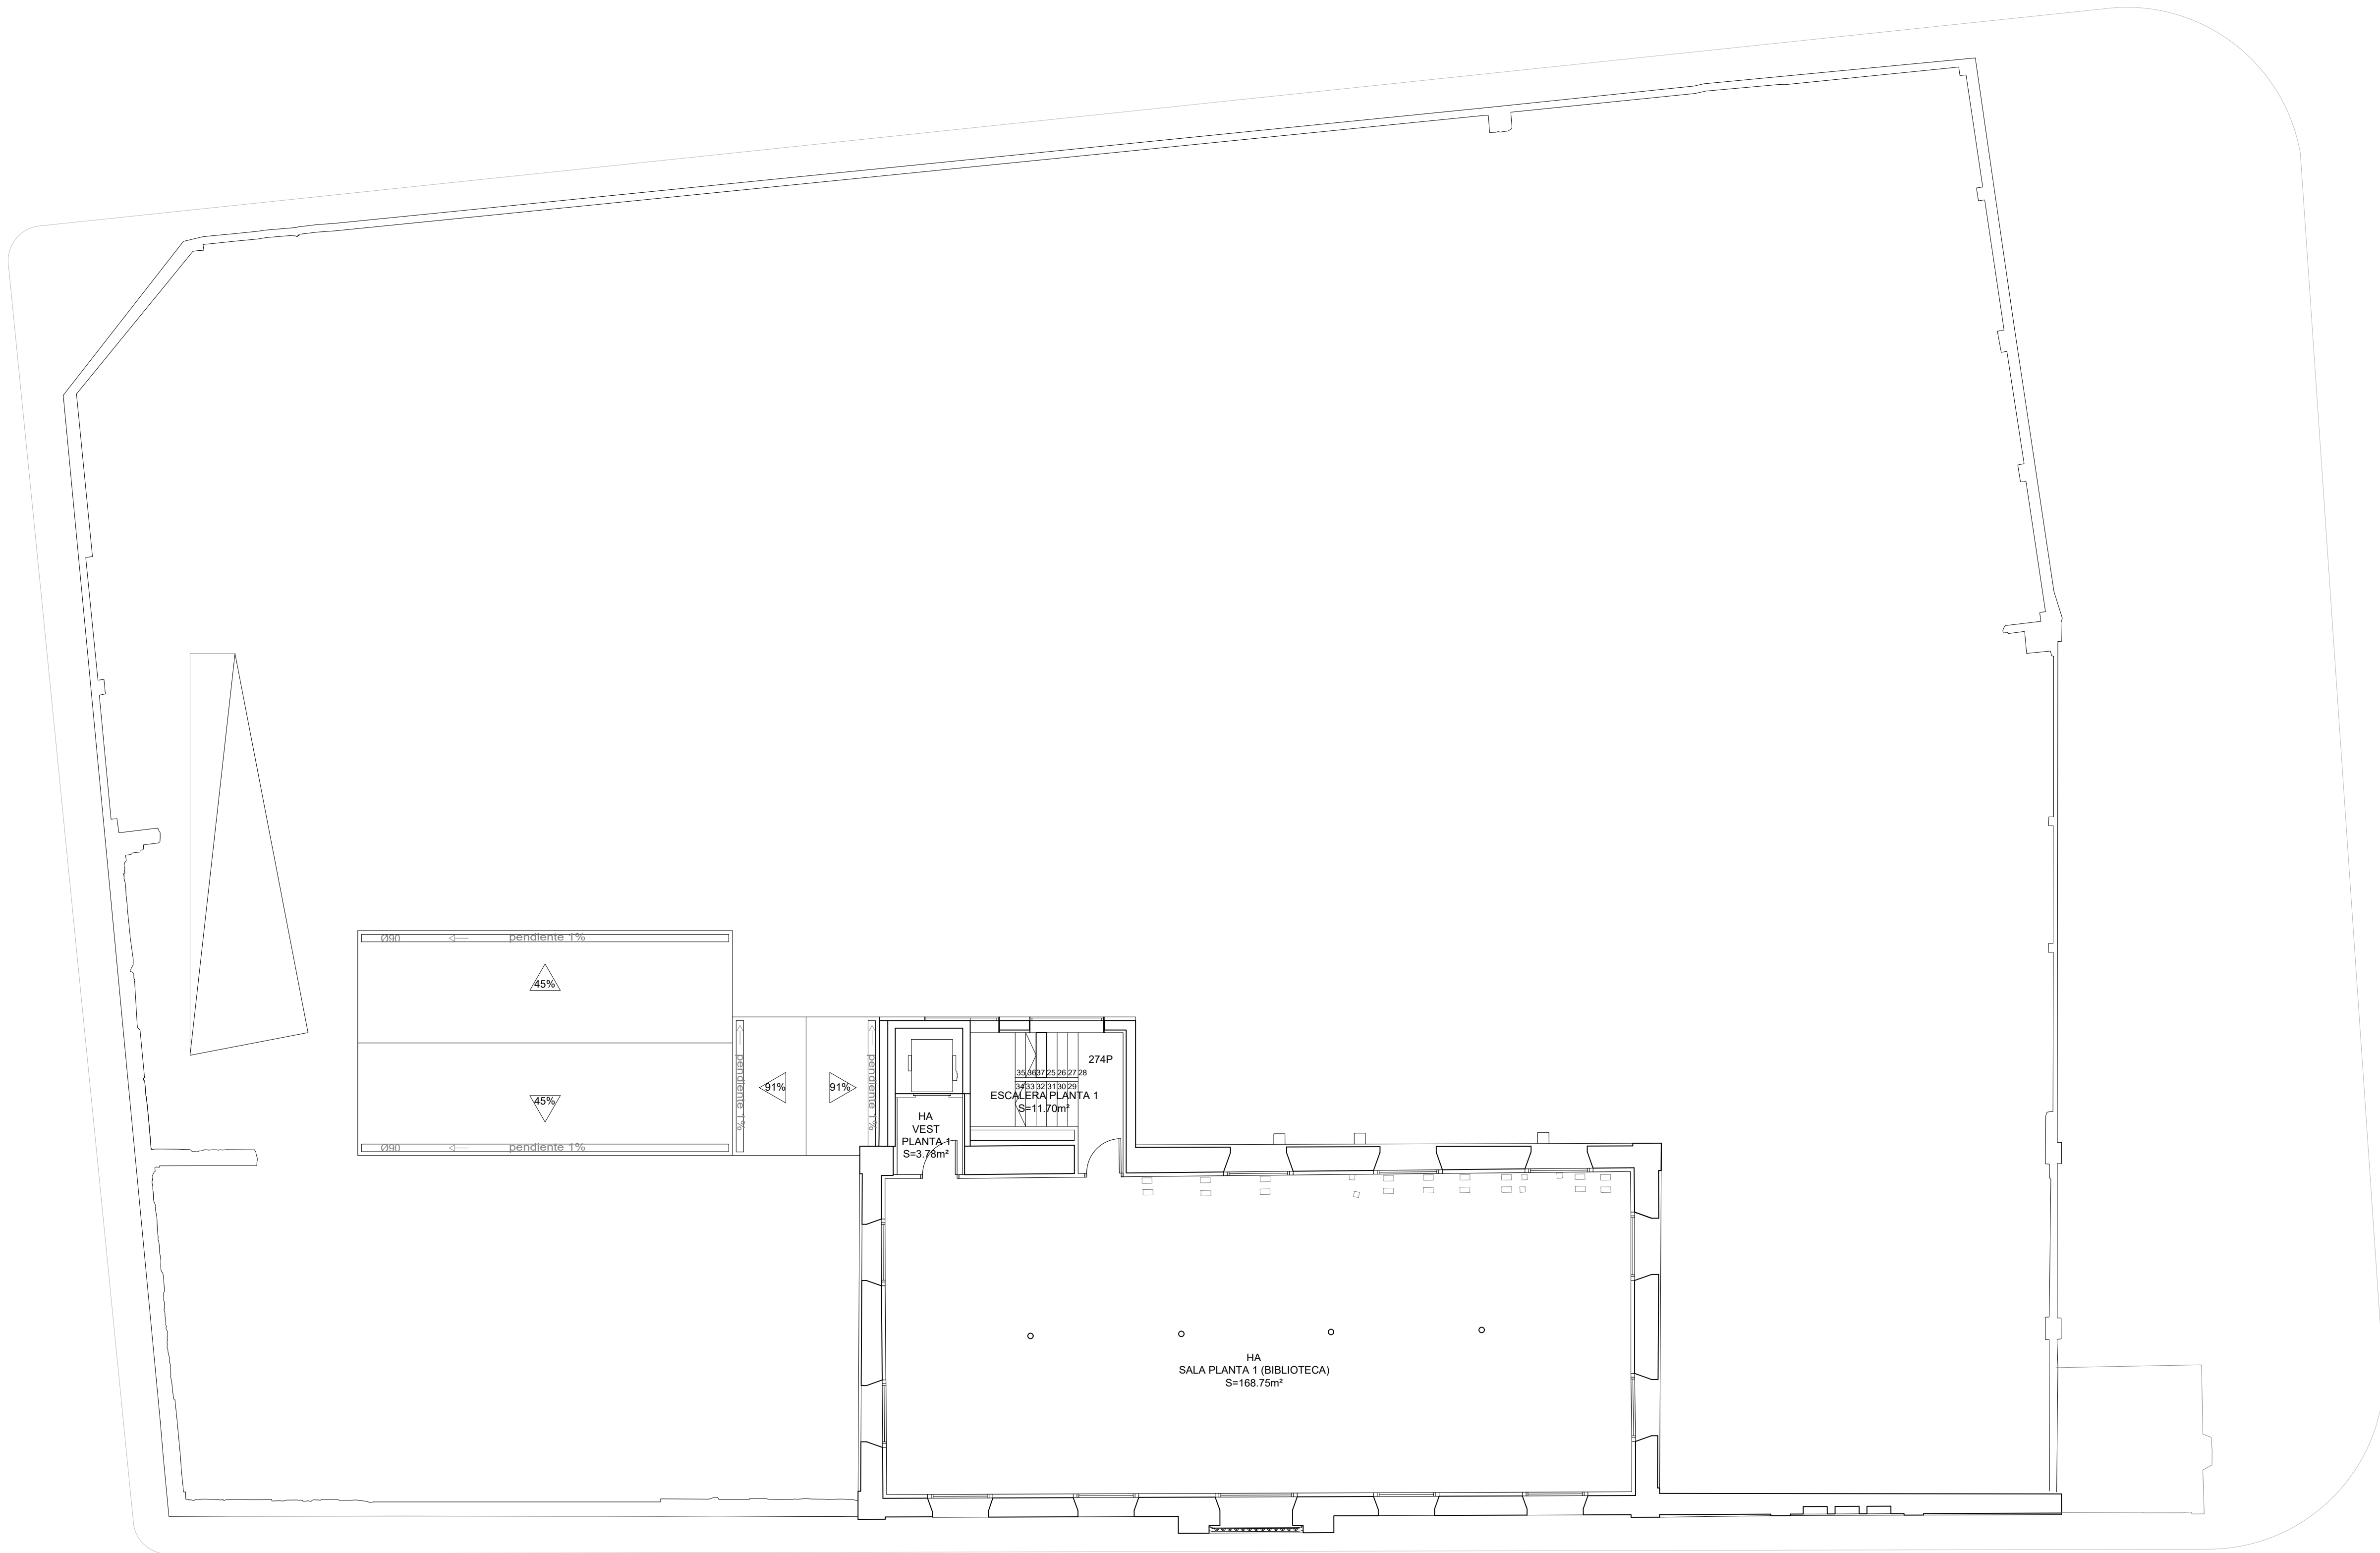 Ø90 pendiente 1%
45%
45%
Ø90 pendiente 1%
pendiente 1%
91%
91%
pendiente 1%
274P
35 36 37 25 26 27 28
34 33 32 31 30 29
ESCALERA PLANTA 1
S=11.70m²
HA
VEST
PLANTA 1
S=3.78m²
HA
SALA PLANTA 1 (BIBLIOTECA)
S=168.75m²